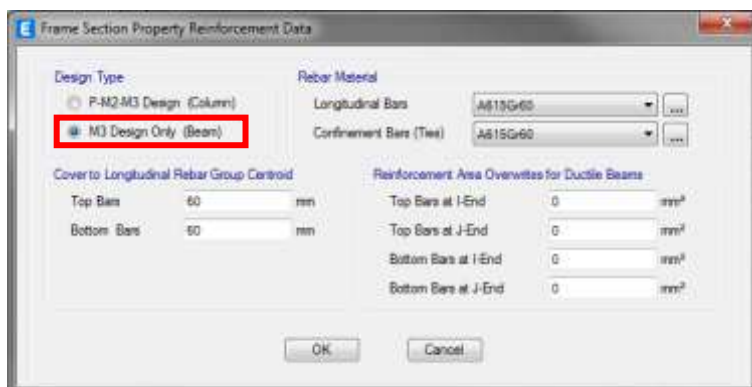 E Frame Section Property Reinforcement Data
Design Type
P-M2-M3 Design (Column)
M3 Design Only (Beam)
Rebar Material
Longitudinal Bars A615Gr60 ...
Confinement Bars (Ties) A615Gr60 ...
Cover to Longitudinal Rebar Group Centroid
Top Bars 60 mm
Bottom Bars 60 mm
Reinforcement Area Overwrites for Ductile Beams
Top Bars at I-End 0 mm²
Top Bars at J-End 0 mm²
Bottom Bars at I-End 0 mm²
Bottom Bars at J-End 0 mm²
OK Cancel